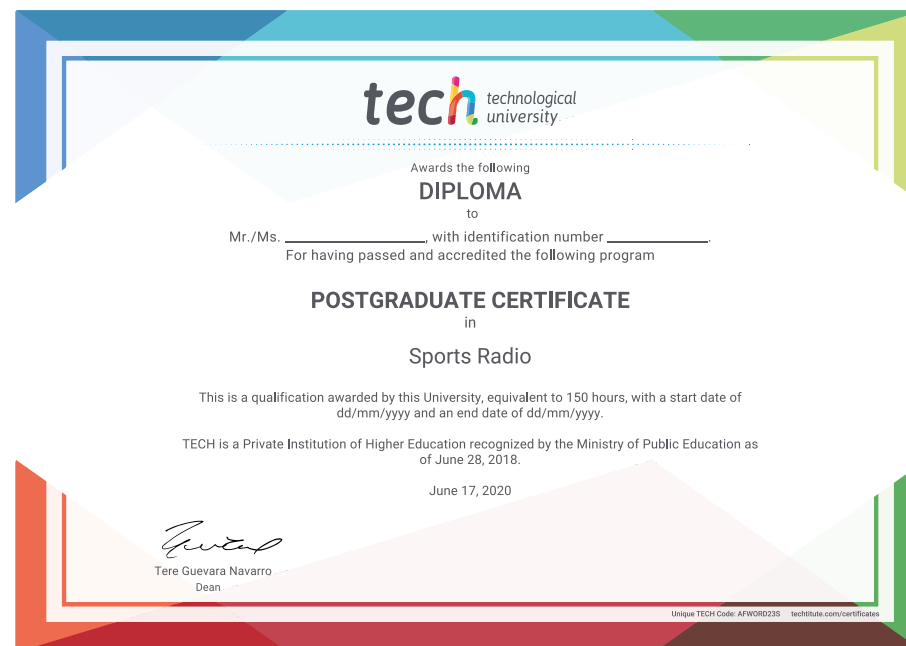 tech technological
university
Awards the following
DIPLOMA
to
Mr./Ms. ____________________, with identification number ______________.
For having passed and accredited the following program
POSTGRADUATE CERTIFICATE
in
Sports Radio
This is a qualification awarded by this University, equivalent to 150 hours, with a start date of
dd/mm/yyyy and an end date of dd/mm/yyyy.
TECH is a Private Institution of Higher Education recognized by the Ministry of Public Education as
of June 28, 2018.
June 17, 2020
Tere Guevara Navarro
Dean
Unique TECH Code: AFWORD23S techtitute.com/certificates